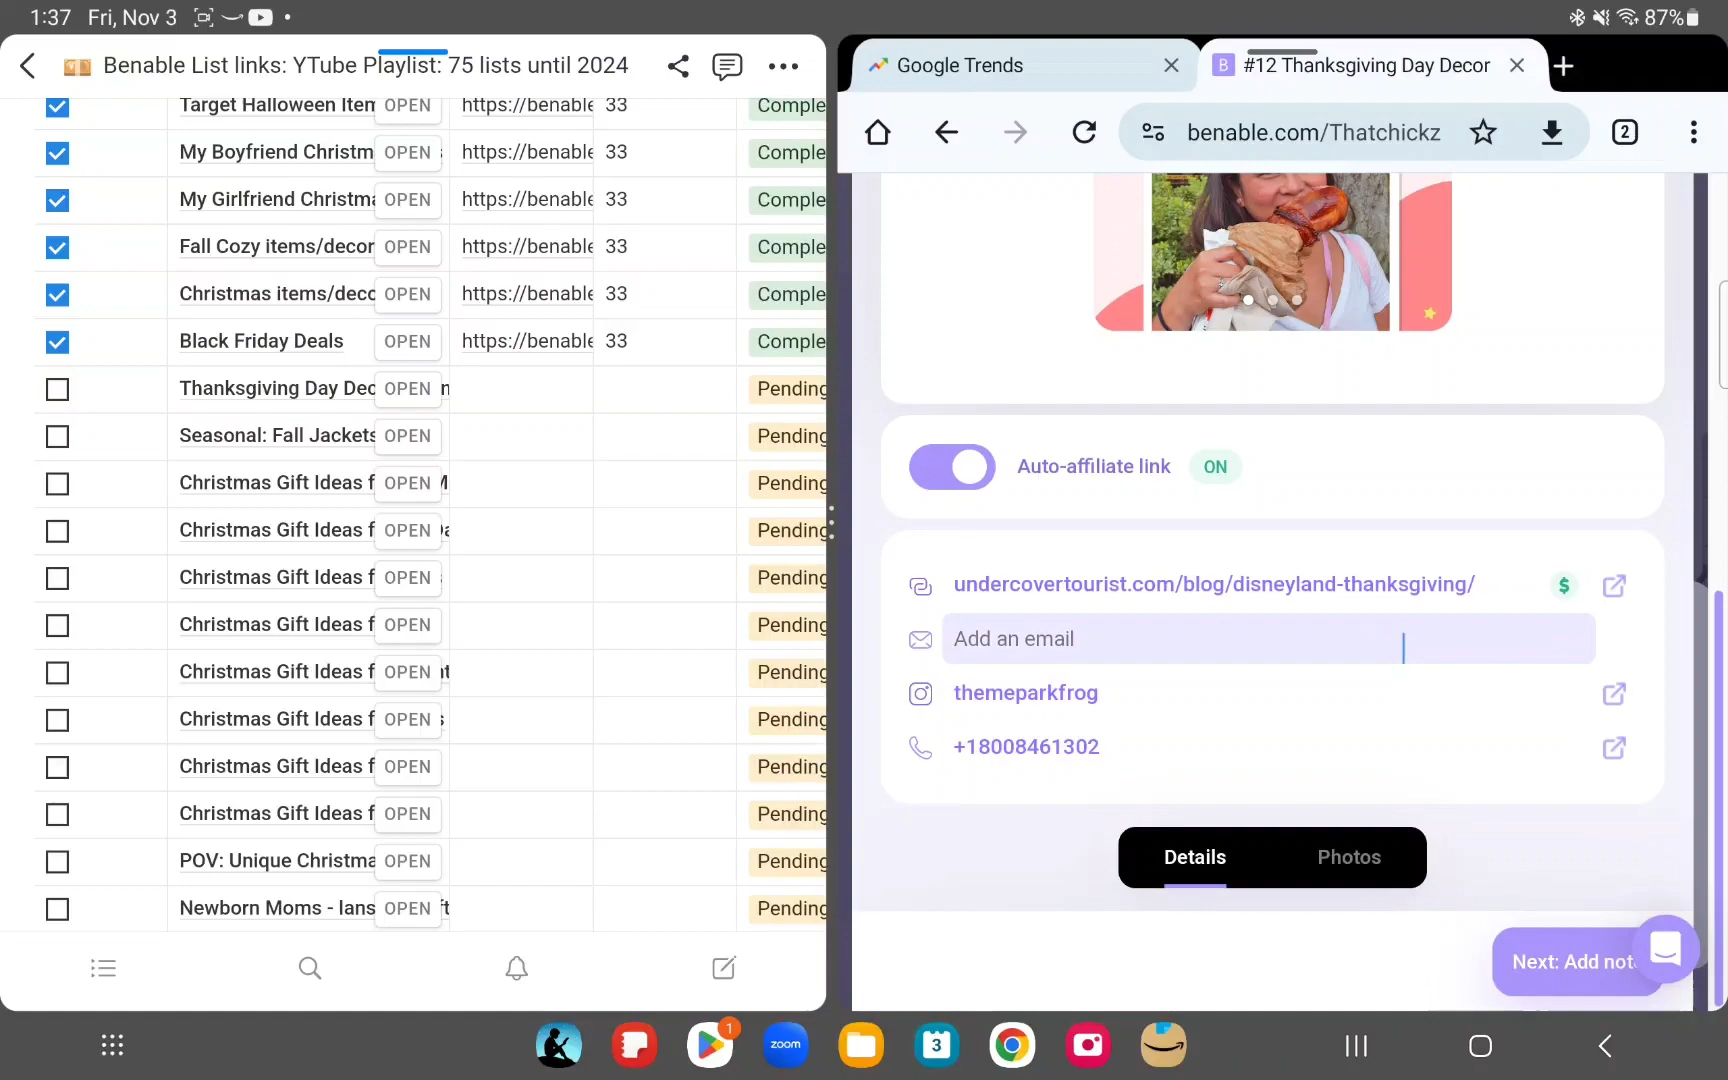 1:37 Fri, Nov 3
87%
Benable List links: YTube Playlist: 75 lists until 2024
Target Halloween Iten OPEN https://benable 33 Comple
My Boyfriend Christm OPEN https://benable 33 Comple
My Girlfriend Christma OPEN https://benable 33 Comple
Fall Cozy items/decor OPEN https://benable 33 Comple
Christmas items/decc OPEN https://benable 33 Comple
Black Friday Deals OPEN https://benable 33 Comple
Thanksgiving Day Dec OPEN Pending
Seasonal: Fall Jackets OPEN Pending
Christmas Gift Ideas f OPEN Pending
Christmas Gift Ideas f OPEN Pending
Christmas Gift Ideas f OPEN Pending
Christmas Gift Ideas f OPEN Pending
Christmas Gift Ideas f OPEN Pending
Christmas Gift Ideas f OPEN Pending
Christmas Gift Ideas f OPEN Pending
Christmas Gift Ideas f OPEN Pending
POV: Unique Christma OPEN Pending
Newborn Moms - Ians OPEN Pending
Google Trends
B #12 Thanksgiving Day Decor
benable.com/Thatchickz
2
Auto-affiliate link ON
undercovertourist.com/blog/disneyland-thanksgiving/ $
Add an email
themeparkfrog
+18008461302
Details Photos
Next: Add not
1
zoom
3